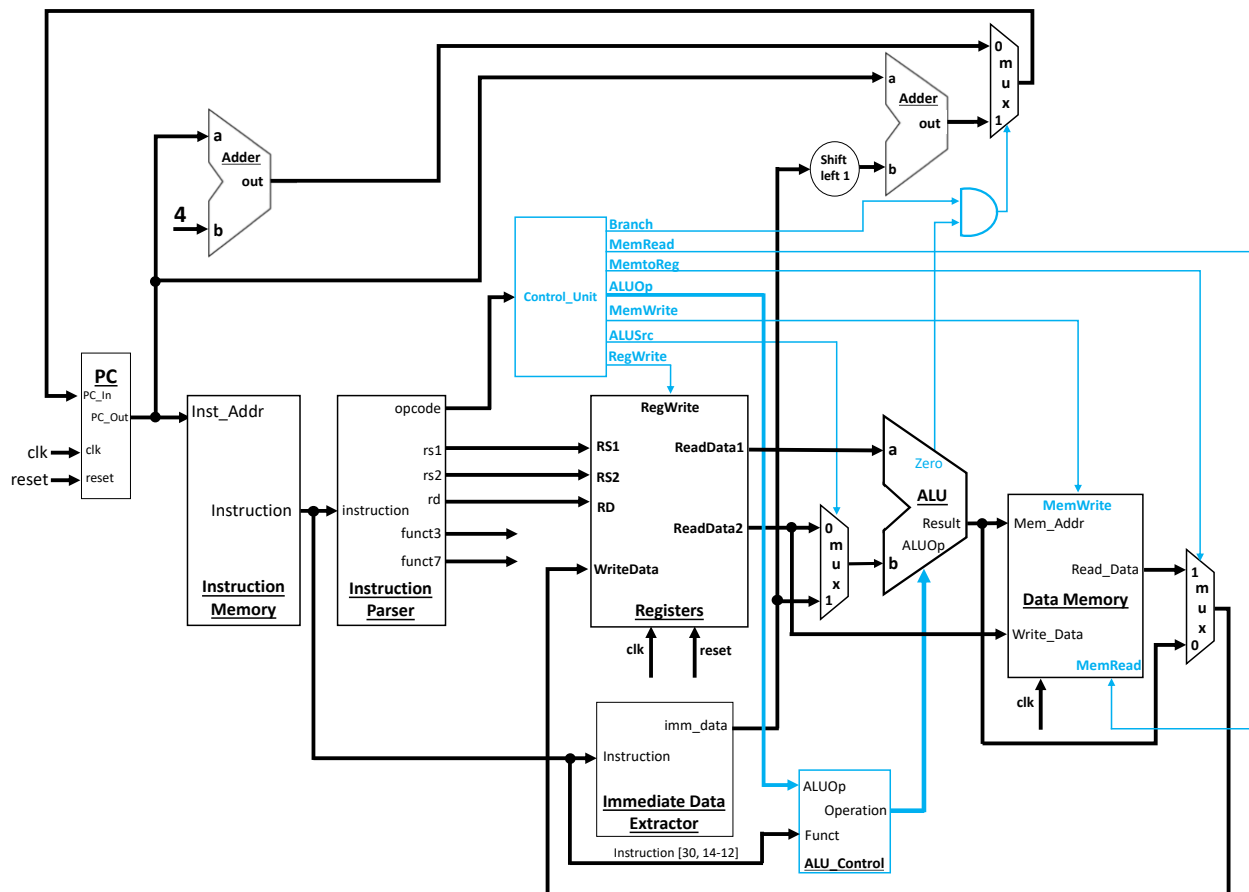 0
m
u
x
1
a
Adder
out
b
Shift
left 1
a
Adder
out
4
b
Branch
MemRead
MemtoReg
ALUOp
MemWrite
ALUSrc
RegWrite
Control_Unit
PC
PC_In
PC_Out
clk
clk
reset
reset
Inst_Addr
Instruction
Instruction
Memory
opcode
rs1
rs2
rd
instruction
funct3
funct7
Instruction
Parser
RegWrite
RS1
ReadData1
RS2
RD
ReadData2
WriteData
Registers
clk
reset
0
m
u
x
1
a
Zero
ALU
Result
ALUOp
b
MemWrite
Mem_Addr
Read_Data
Data Memory
Write_Data
MemRead
clk
1
m
u
x
0
imm_data
Instruction
Immediate Data
Extractor
Instruction [30, 14-12]
ALUOp
Operation
Funct
ALU_Control